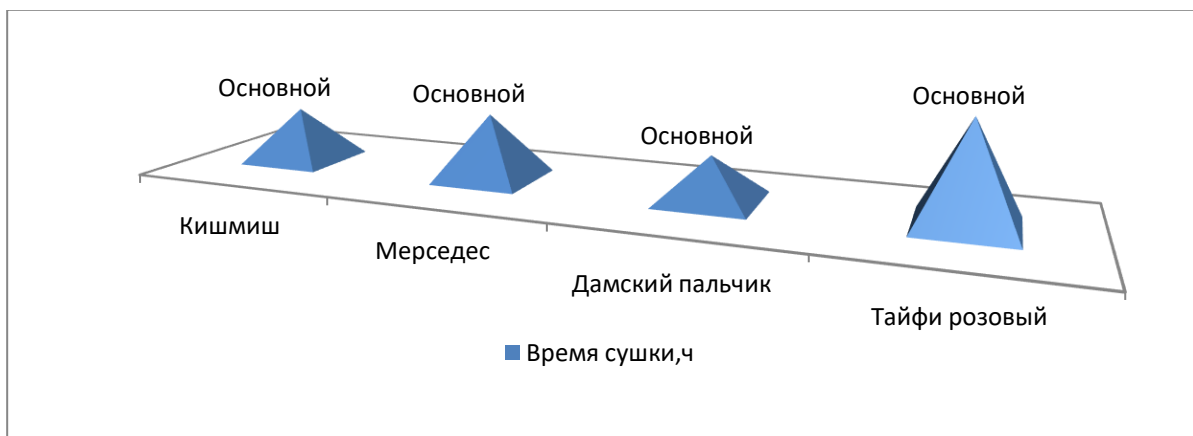 Основной
Основной
Основной
Основной
Кишмиш
Мерседес
Дамский пальчик
Тайфи розовый
Время сушки,ч